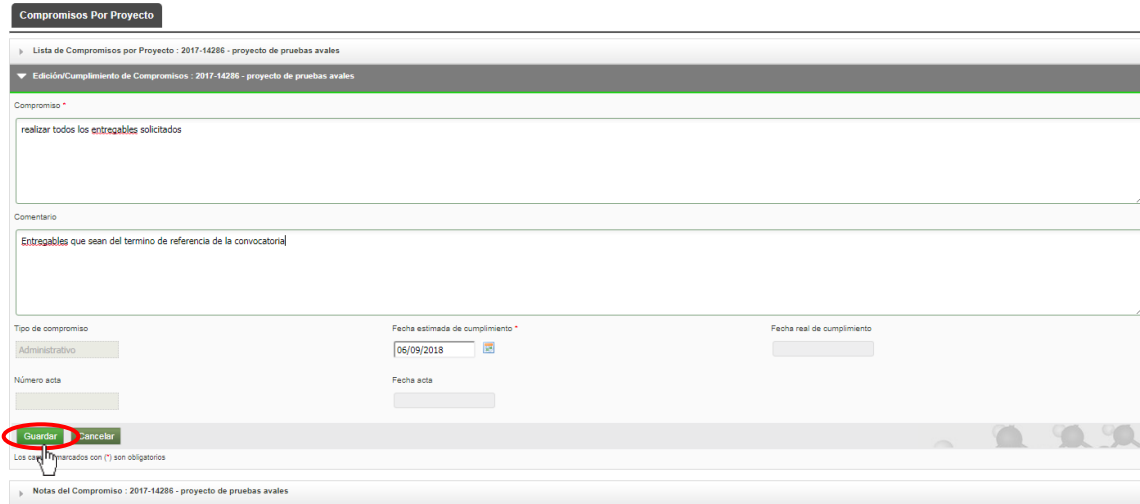 Compromisos Por Proyecto
Lista de Compromisos por Proyecto : 2017-14286 - proyecto de pruebas avales
Edición/Cumplimiento de Compromisos : 2017-14286 - proyecto de pruebas avales
Compromiso *
realizar todos los entregables solicitados
Comentario
Entregables que sean del termino de referencia de la convocatoria
Tipo de compromiso Fecha estimada de cumplimiento * Fecha real de cumplimiento
Administrativo 06/09/2018
Número acta Fecha acta
Guardar Cancelar
Los marcados con (*) son obligatorios
Notas del Compromiso : 2017-14286 - proyecto de pruebas avales